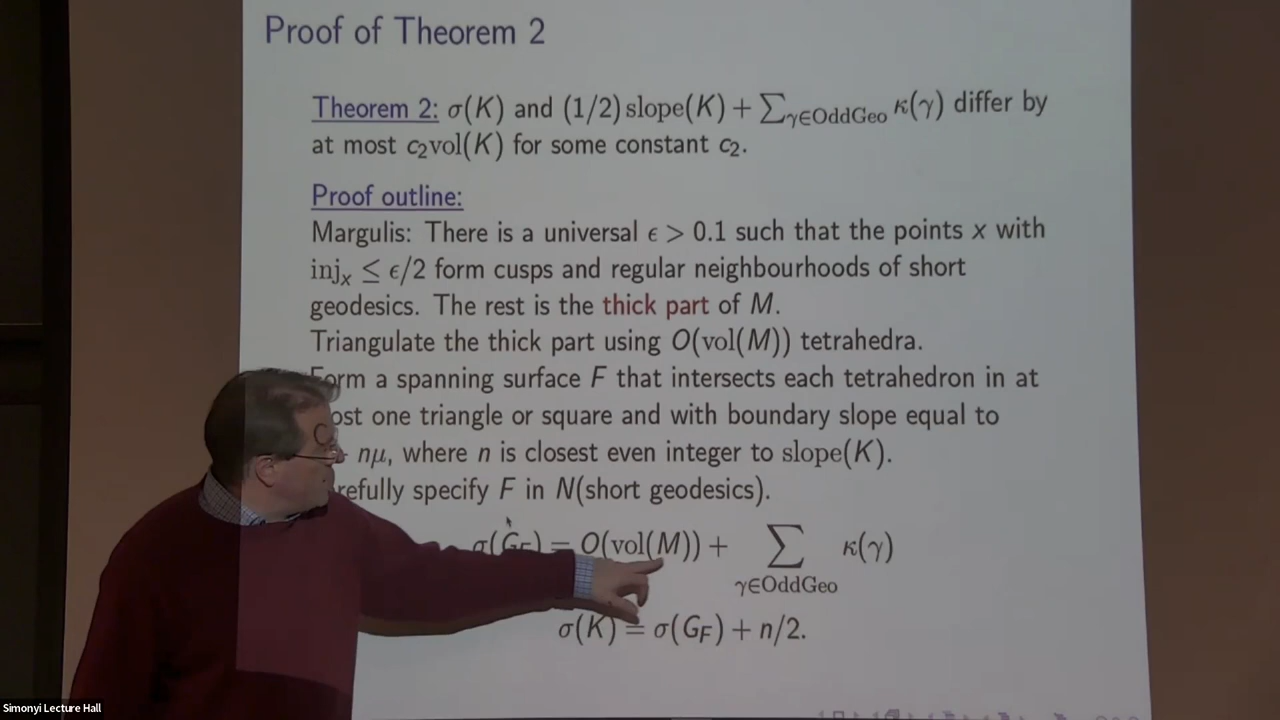 Proof of Theorem 2
Theorem 2: σ(K) and (1/2) slope(K) + ∑γ∈OddGeo κ(γ) differ by
at most c₂vol(K) for some constant c₂.
Proof outline:
Margulis: There is a universal ϵ > 0.1 such that the points x with
injₓ ≤ ϵ/2 form cusps and regular neighbourhoods of short
geodesics. The rest is the thick part of M.
Triangulate the thick part using O(vol(M)) tetrahedra.
Form a spanning surface F that intersects each tetrahedron in at
ost one triangle or square and with boundary slope equal to
nμ, where n is closest even integer to slope(K).
refully specify F in N(short geodesics).
σ(G_F) = O(vol(M)) + ∑γ∈OddGeo κ(γ)
σ(K) = σ(G_F) + n/2.
Simonyi Lecture Hall